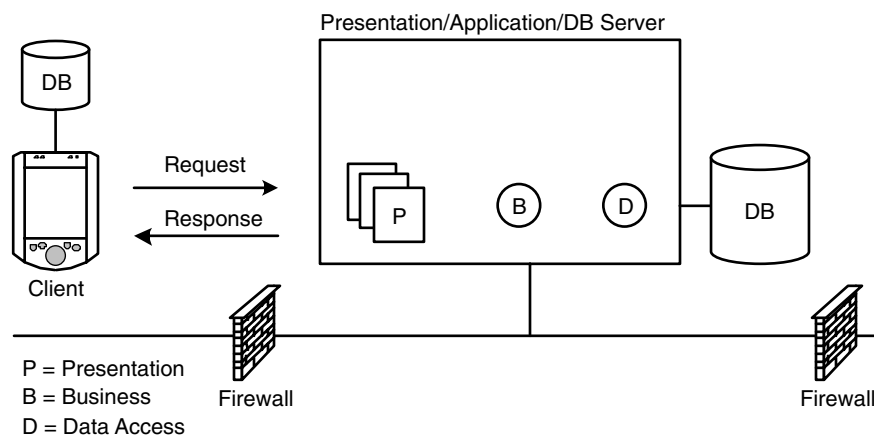 Presentation/Application/DB Server
DB
Request
Response
P
B
D
DB
Client
P = Presentation
B = Business
D = Data Access
Firewall
Firewall